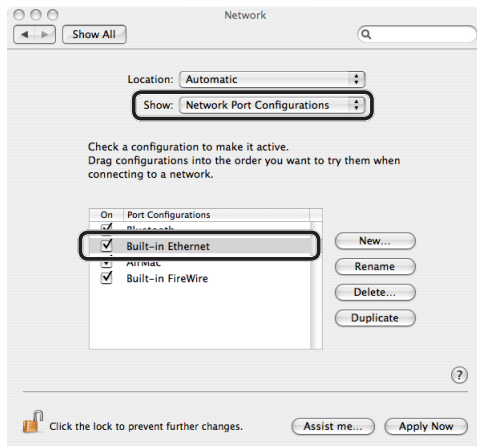 Network
Show All
Location: Automatic
Show: Network Port Configurations
Check a configuration to make it active.
Drag configurations into the order you want to try them when
connecting to a network.
On Port Configurations
Bluetooth
Built-in Ethernet
AirMac
Built-in FireWire
New...
Rename
Delete...
Duplicate
?
Click the lock to prevent further changes.
Assist me...
Apply Now